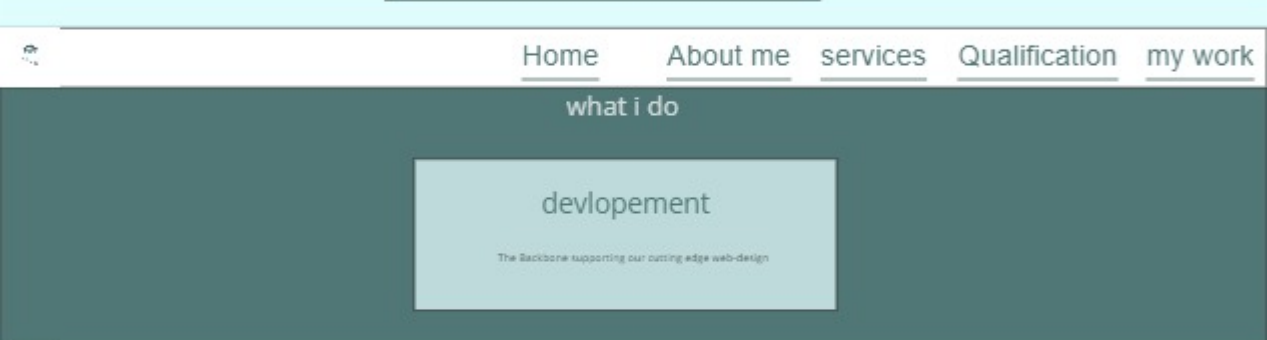 Home About me services Qualification my work
what i do
devlopement
The Backbone supporting our cutting edge web-design